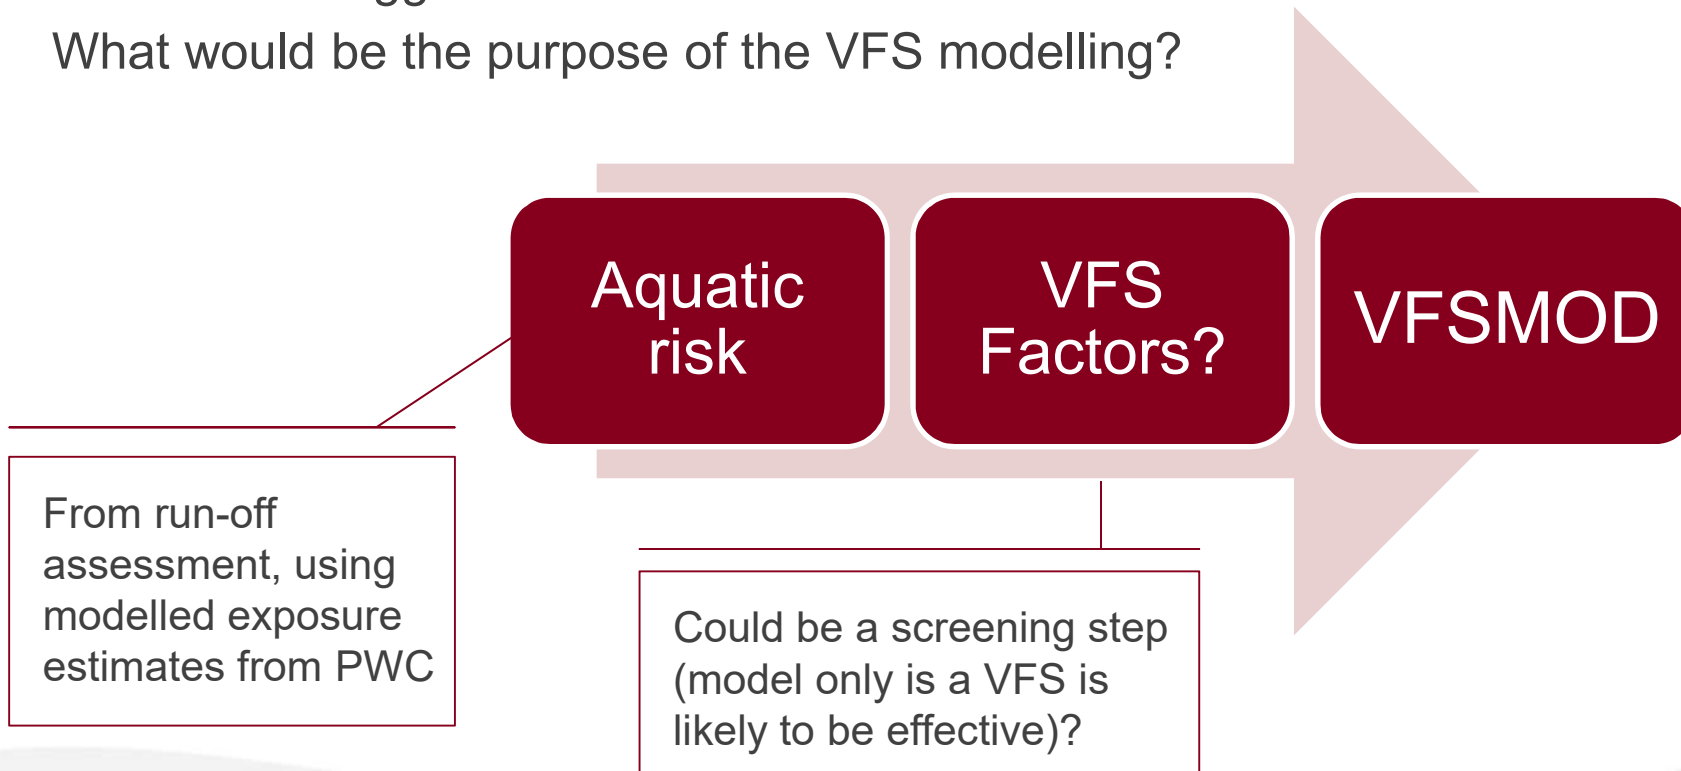 What would be the purpose of the VFS modelling?
Aquatic
risk
VFS
Factors?
VFSMOD
From run-off
assessment, using
modelled exposure
estimates from PWC
Could be a screening step
(model only is a VFS is
likely to be effective)?